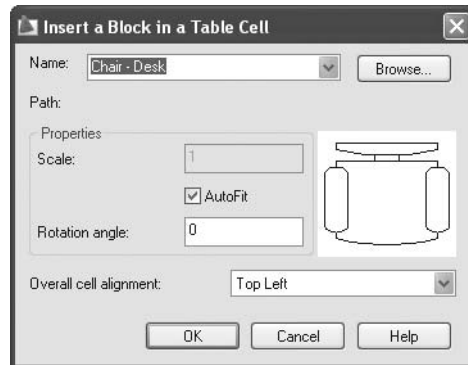 Insert a Block in a Table Cell
Name: Chair - Desk Browse...
Path:
Properties
Scale: 1
AutoFit
Rotation angle: 0
Overall cell alignment: Top Left
OK Cancel Help